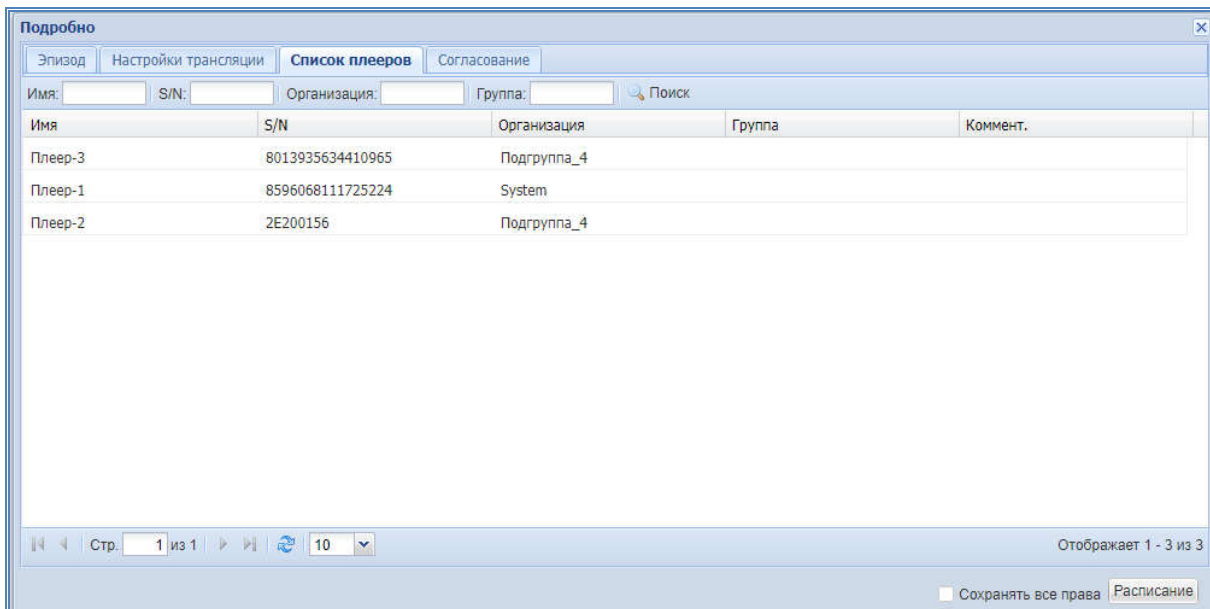 Подробно
Эпизод Настройки трансляции Список плееров Согласование
Имя: S/N: Организация: Группа: Поиск
Имя S/N Организация Группа Коммент.
Плеер-3 8013935634410965 Подгруппа_4
Плеер-1 8596068111725224 System
Плеер-2 2E200156 Подгруппа_4
Стр. 1 из 1 10 Отображает 1 - 3 из 3
Сохранять все права Расписание